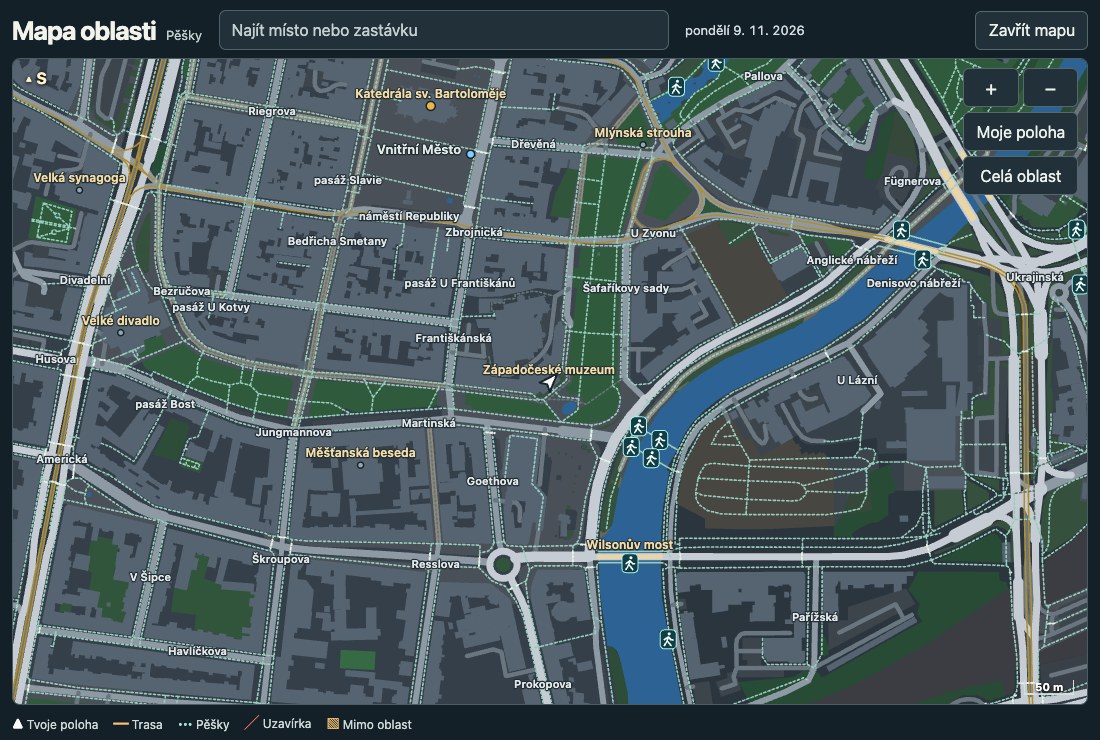 Mapa oblasti
Pěšky
Najít místo nebo zastávku
pondělí 9. 11. 2026
Zavřít mapu
S
+
−
Moje poloha
Celá oblast
Pallova
Katedrála sv. Bartoloměje
Riegrova
Mlýnská strouha
Dřevěná
Vnitřní Město
Velká synagoga
pasáž Slavie
Fügnerova
náměstí Republiky
Zbrojnická
U Zvonu
Bedřicha Smetany
Anglické nábřeží
Divadelní
pasáž U Františkánů
Šafaříkovy sady
Denisovo nábřeží
Ukrajinská
Bezručova
pasáž U Kotvy
Velké divadlo
Františkánská
Husova
Západočeské muzeum
U Lázní
pasáž Bost
Martinská
Jungmannova
Měšťanská beseda
Americká
Goethova
Wilsonův most
Škroupova
Resslova
V Šipce
Pařížská
Havlíčkova
Prokopova
50 m
Tvoje poloha
Trasa
Pěšky
Uzavírka
Mimo oblast